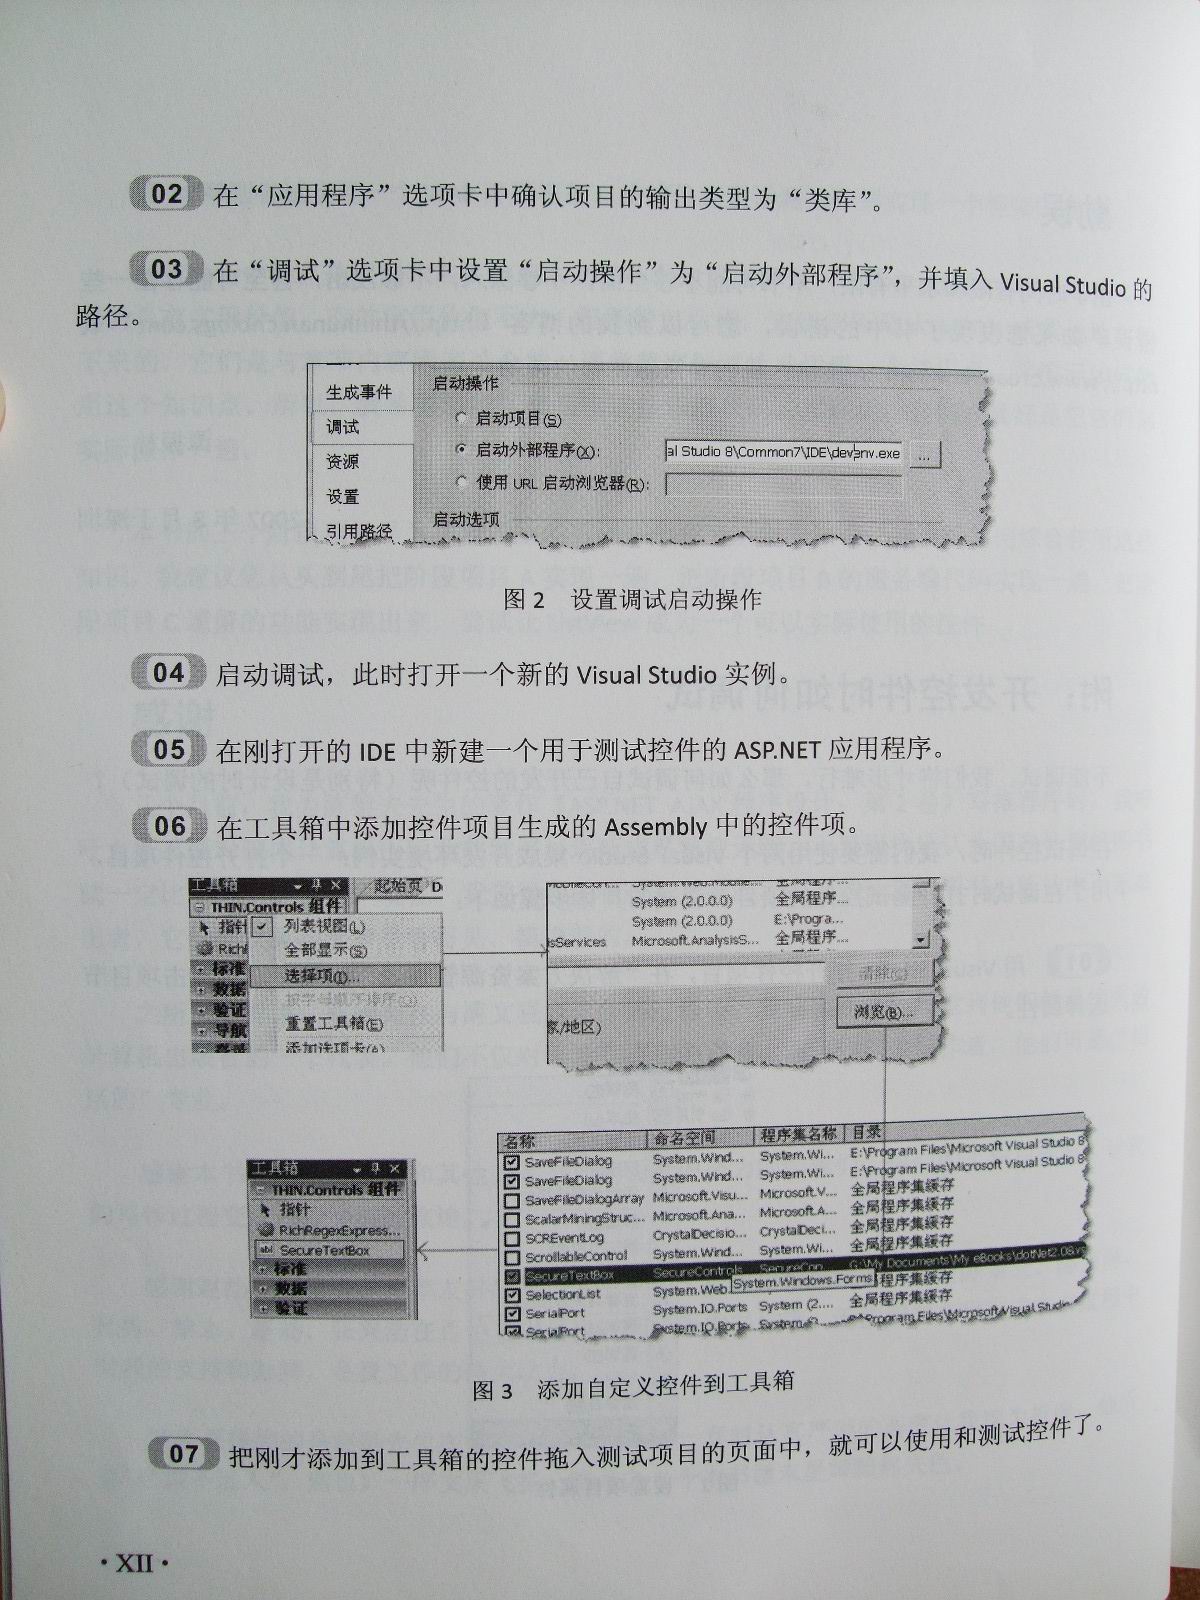 02 在“应用程序”选项卡中确认项目的输出类型为“类库”。
03 在“调试”选项卡中设置“启动操作”为“启动外部程序”，并填入 Visual Studio 的
路径。
生成事件
调试
资源
设置
引用路径
启动操作
启动项目(S)
启动外部程序(X):
al Studio 8\Common7\IDE\devenv.exe
...
使用 URL 启动浏览器(R):
启动选项
图 2 设置调试启动操作
04 启动调试，此时打开一个新的 Visual Studio 实例。
05 在刚打开的 IDE 中新建一个用于测试控件的 ASP.NET 应用程序。
06 在工具箱中添加控件项目生成的 Assembly 中的控件项。
工具箱
起始页
THIN.Controls 组件
指针
列表视图(L)
Rich
全部显示(S)
标准
选择项(I)...
数据
验证
重置工具箱(E)
导航
添加选项卡(A)
System.Web.Mobile... 全局程序...
System (2.0.0.0) 全局程序...
System (2.0.0.0) E:\Progra...
isServices Microsoft.AnalysisS... 全局程序...
清除(C)
浏览(B)...
家/地区)
名称 命名空间 程序集名称 目录
SaveFileDialog System.Wind... System.Wi... E:\Program Files\Microsoft Visual Studio 8
SaveFileDialog System.Wind... System.Wi... E:\Program Files\Microsoft Visual Studio 8
SaveFileDialogArray Microsoft.Visu... Microsoft.V... 全局程序集缓存
ScalarMiningStruc... Microsoft.Ana... Microsoft.A... 全局程序集缓存
SCREventLog CrystalDecisio... CrystalDeci... 全局程序集缓存
ScrollableControl System.Wind... System.Wi... 全局程序集缓存
SecureTextBox SecureControls SecureCon G:\My Documents\My eBooks\dotNet2.0&vs
SelectionList System.Web System.Windows.Forms 程序集缓存
SerialPort System.IO.Ports System (2.... 全局程序集缓存
SerialPort System.IO.Ports Program Files\Microsoft Visual Studio
工具箱
THIN.Controls 组件
指针
RichRegexExpress...
SecureTextBox
标准
数据
验证
图 3 添加自定义控件到工具箱
07 把刚才添加到工具箱的控件拖入测试项目的页面中，就可以使用和测试控件了。
·XII·